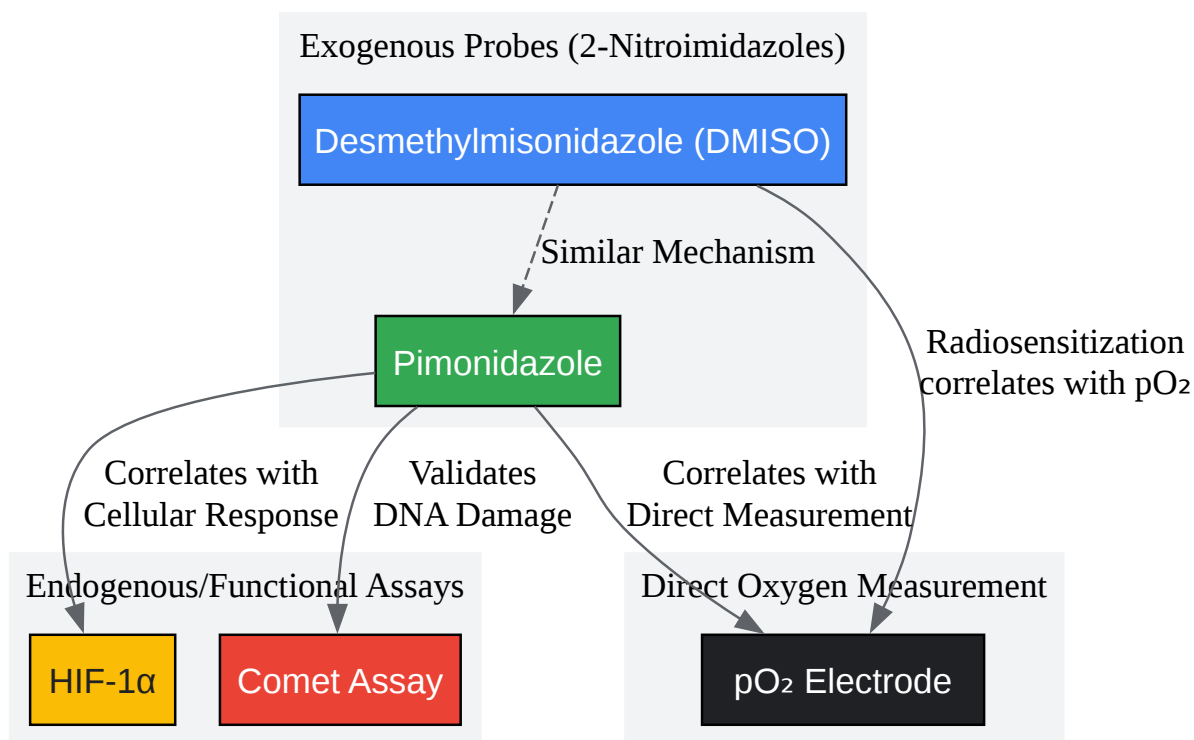 Exogenous Probes (2-Nitroimidazoles)
Desmethylmisonidazole (DMISO)
Similar Mechanism
Pimonidazole
Radiosensitization
correlates with pO₂
Correlates with
Cellular Response
Validates
DNA Damage
Correlates with
Direct Measurement
Endogenous/Functional Assays
Direct Oxygen Measurement
HIF-1α
Comet Assay
pO₂ Electrode